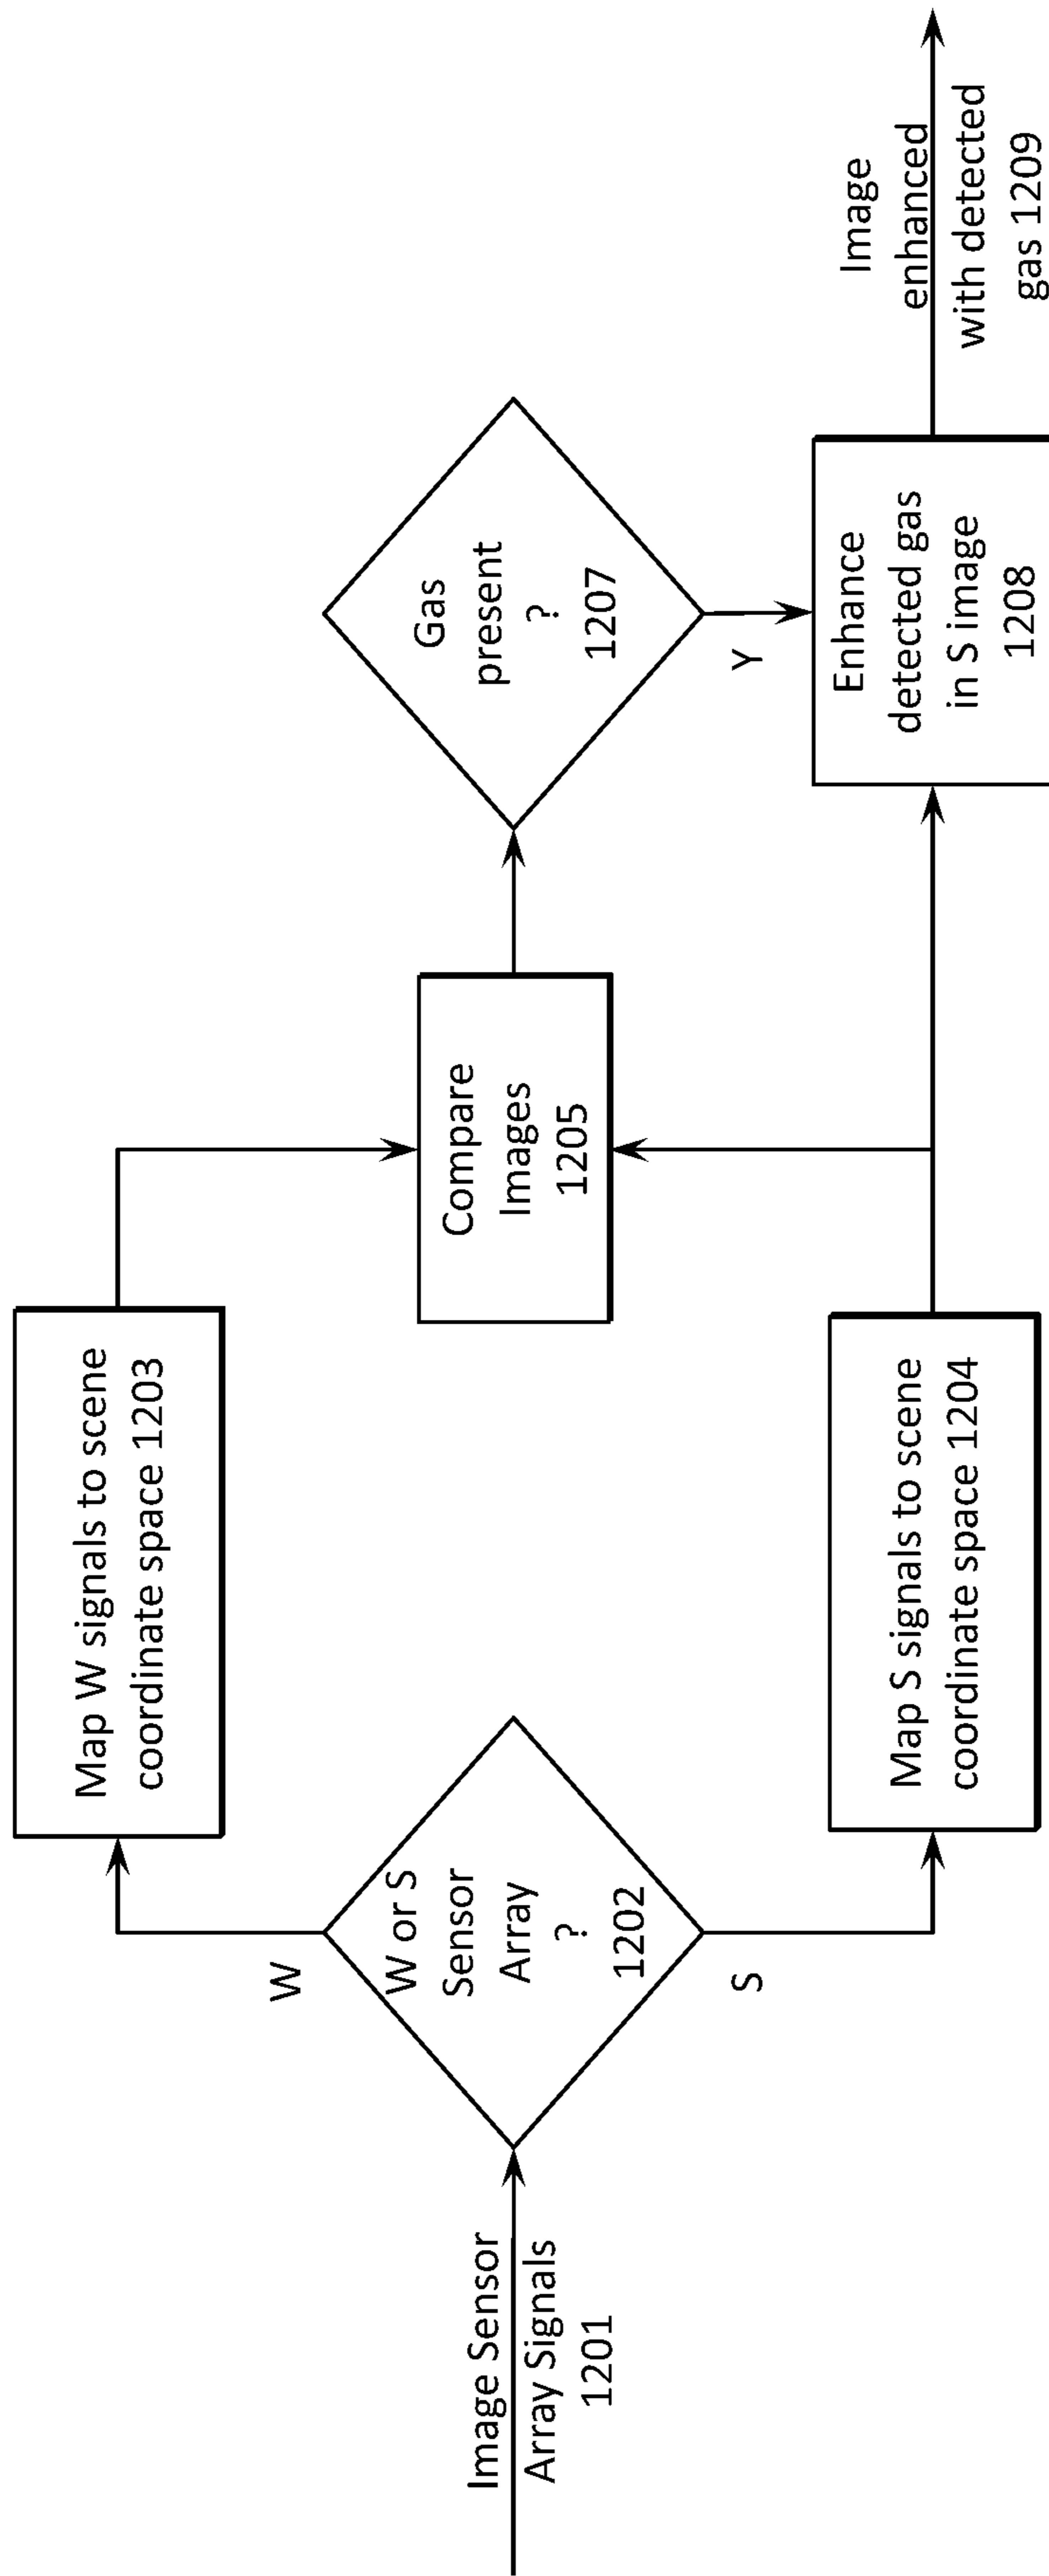 Image Sensor
Array Signals
1201
W
W or S
Sensor
Array
?
1202
S
Map W signals to scene
coordinate space 1203
Map S signals to scene
coordinate space 1204
Compare
Images
1205
Gas
present
?
1207
Y
Enhance
detected gas
in S image
1208
Image
enhanced
with detected
gas 1209